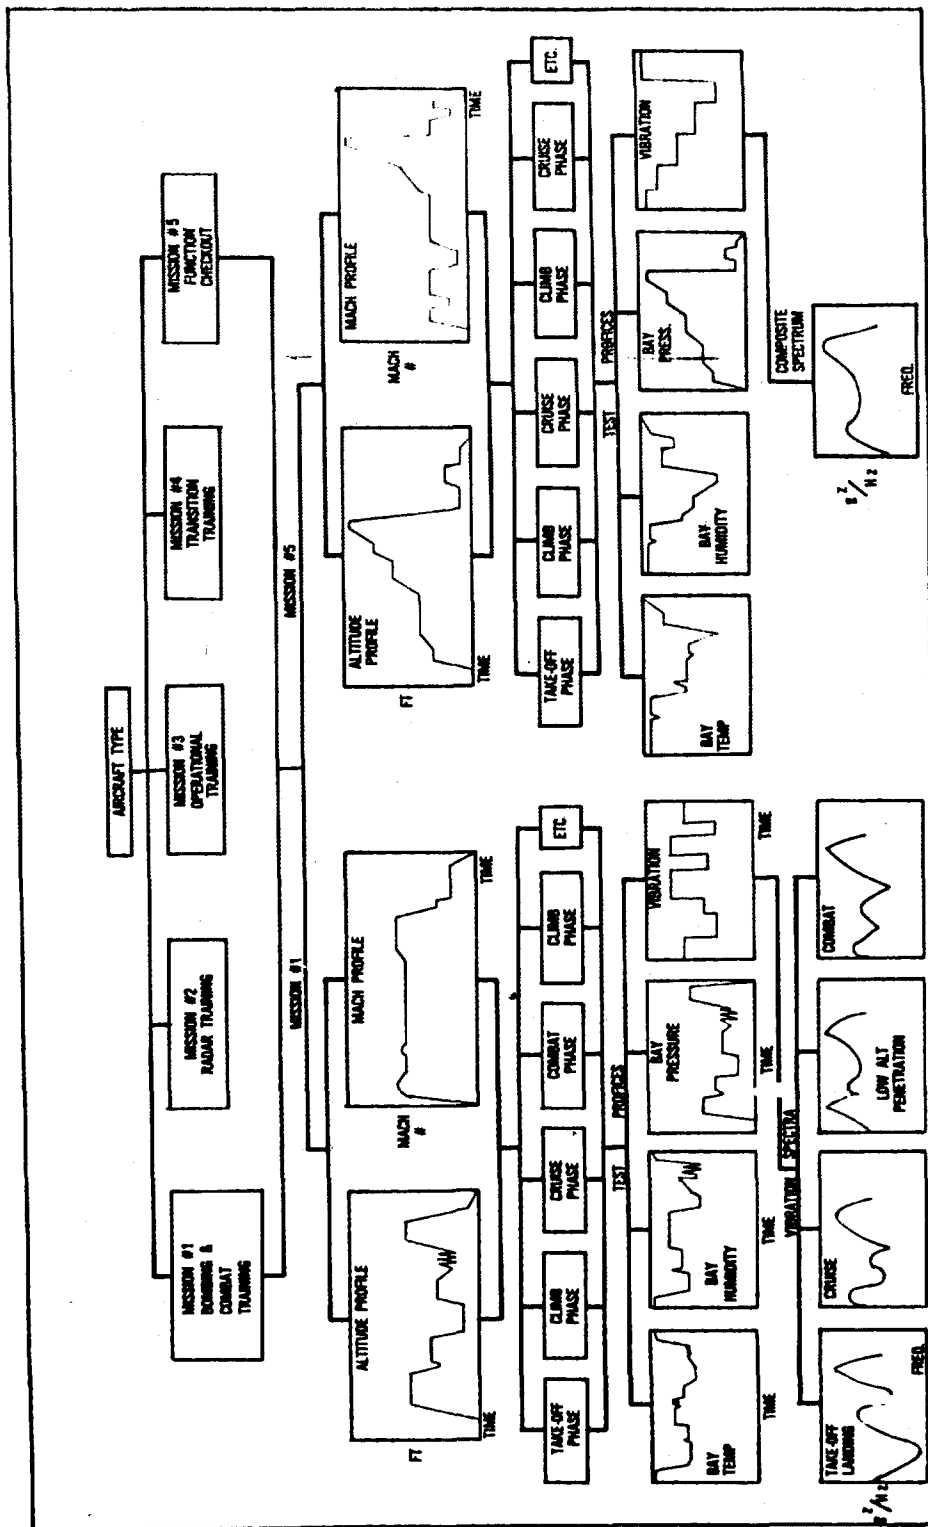 AIRCRAFT TYPE
MISSION #1
BOMBING &
COMBAT
TRAINING
MISSION #2
RADAR TRAINING
MISSION #3
OPERATIONAL
TRAINING
MISSION #4
TRANSITION
TRAINING
MISSION #5
FUNCTION
CHECKOUT
MISSION #1
MISSION #5
ALTITUDE PROFILE
FT
TIME
MACH PROFILE
MACH
#
TIME
ALTITUDE
PROFILE
FT
TIME
MACH PROFILE
MACH
#
TIME
TAKE-OFF
PHASE
CLIMB
PHASE
CRUISE
PHASE
COMBAT
PHASE
CLIMB
PHASE
ETC
TAKE-OFF
PHASE
CLIMB
PHASE
CRUISE
PHASE
CLIMB
PHASE
CRUISE
PHASE
ETC.
TEST PROFICES
TEST PROFICES
BAY
TEMP
TIME
BAY
HUMIDITY
TIME
BAY
PRESSURE
TIME
VIBRATION
TIME
BAY
TEMP
BAY-
HUMIDITY
BAY
PRESS.
VIBRATION
VIBRATION SPECTRA
COMPOSITE
SPECTRUM
TAKE-OFF
LANDING
FREQ.
CRUISE
LOW ALT
PENETRATION
COMBAT
FREQ.